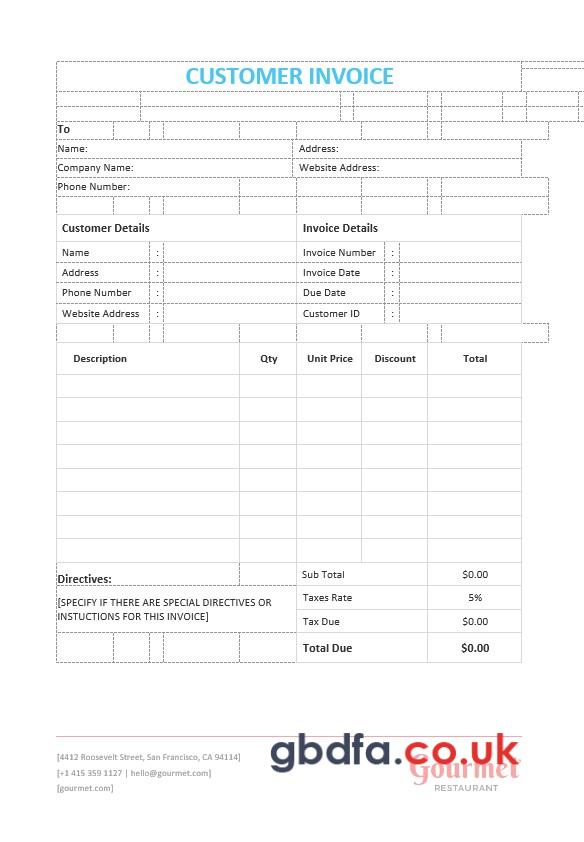 CUSTOMER INVOICE
To
Name: Address:
Company Name: Website Address:
Phone Number:
Customer Details Invoice Details
Name : Invoice Number :
Address : Invoice Date :
Phone Number : Due Date :
Website Address : Customer ID :
Description Qty Unit Price Discount Total
Directives: Sub Total $0.00
[SPECIFY IF THERE ARE SPECIAL DIRECTIVES OR
INSTUCTIONS FOR THIS INVOICE]
Taxes Rate 5%
Tax Due $0.00
Total Due $0.00
gbdfa.co.uk
[4412 Roosevelt Street, San Francisco, CA 94114]
[+1 415 359 1127 | hello@gourmet.com]
[gourmet.com]
Gourmet
RESTAURANT